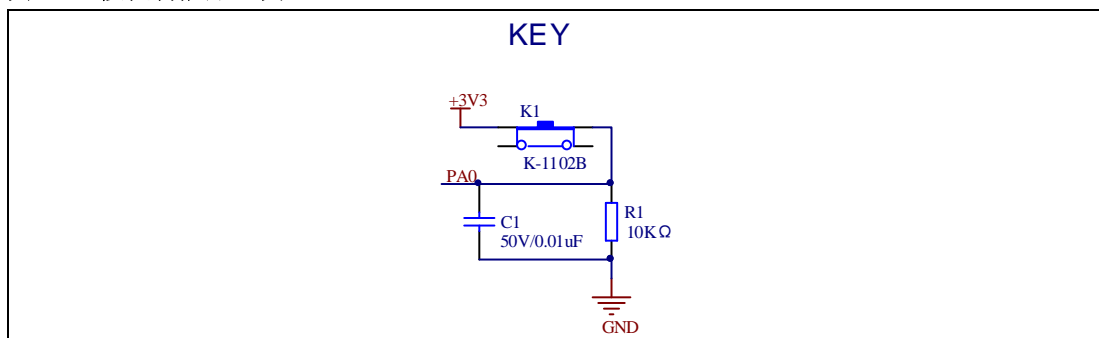 KEY
+3V3
K1
K-1102B
PA0
C1
50V/0.01uF
R1
10KΩ
GND